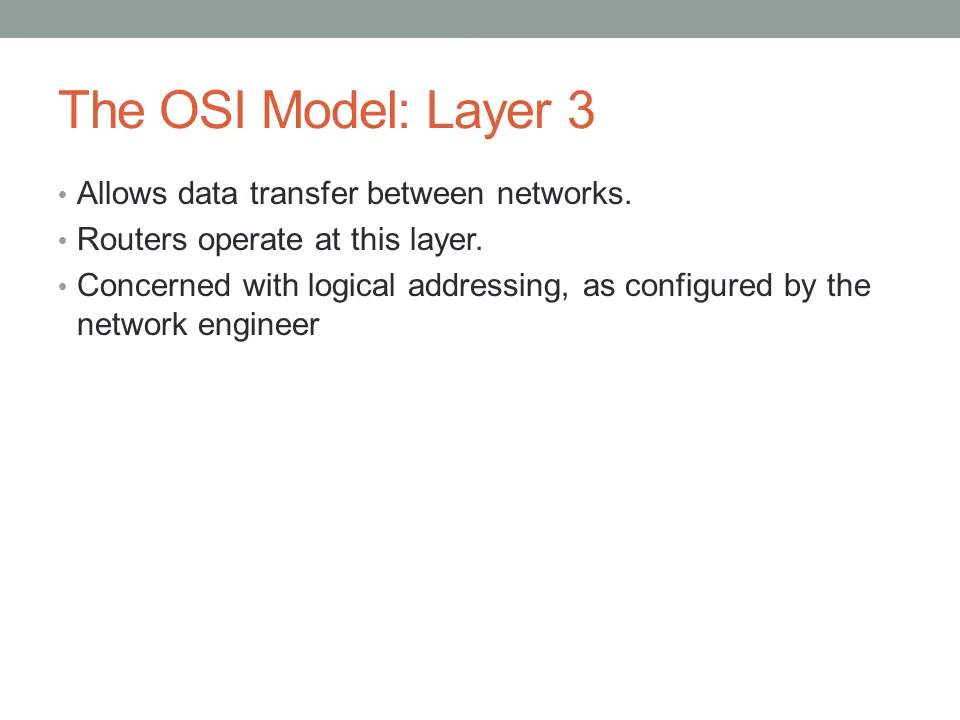 The OSI Model: Layer 3
• Allows data transfer between networks.
• Routers operate at this layer.
• Concerned with logical addressing, as configured by the
network engineer